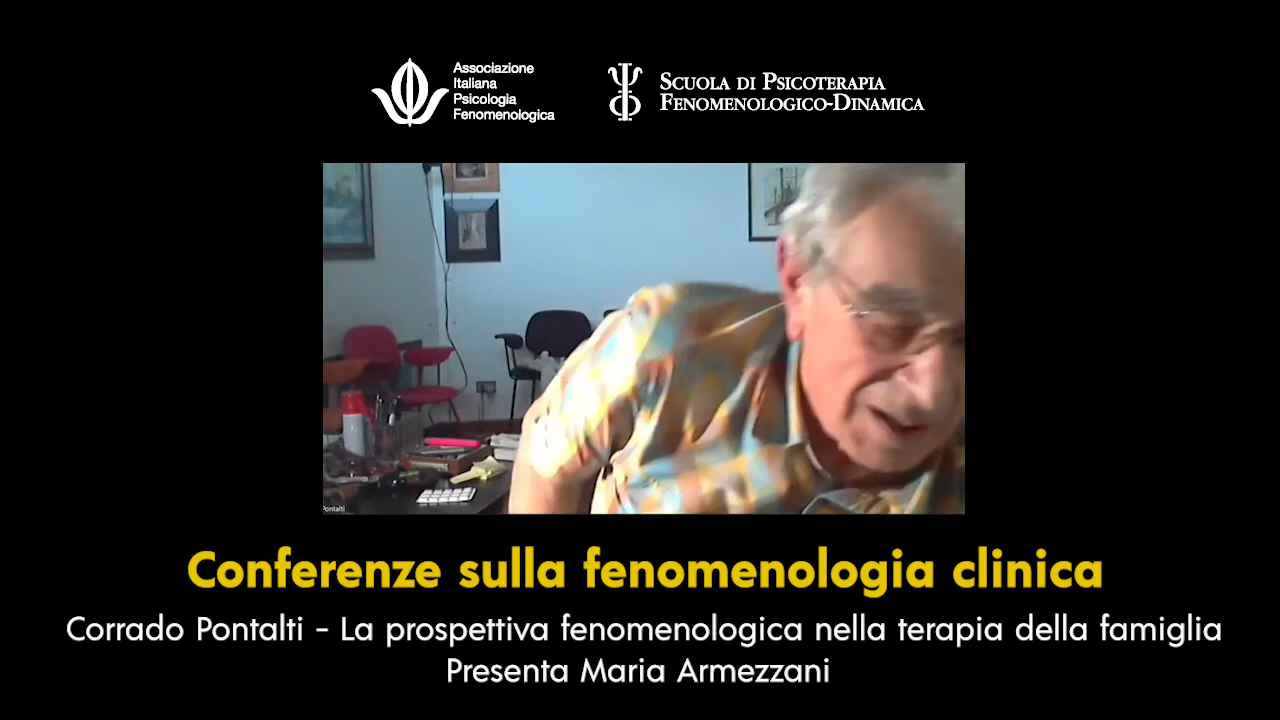 Associazione
Italiana
Psicologia
Fenomenologica
SCUOLA DI PSICOTERAPIA
FENOMENOLOGICO-DINAMICA
Pontalti
Conferenze sulla fenomenologia clinica
Corrado Pontalti - La prospettiva fenomenologica nella terapia della famiglia
Presenta Maria Armezzani